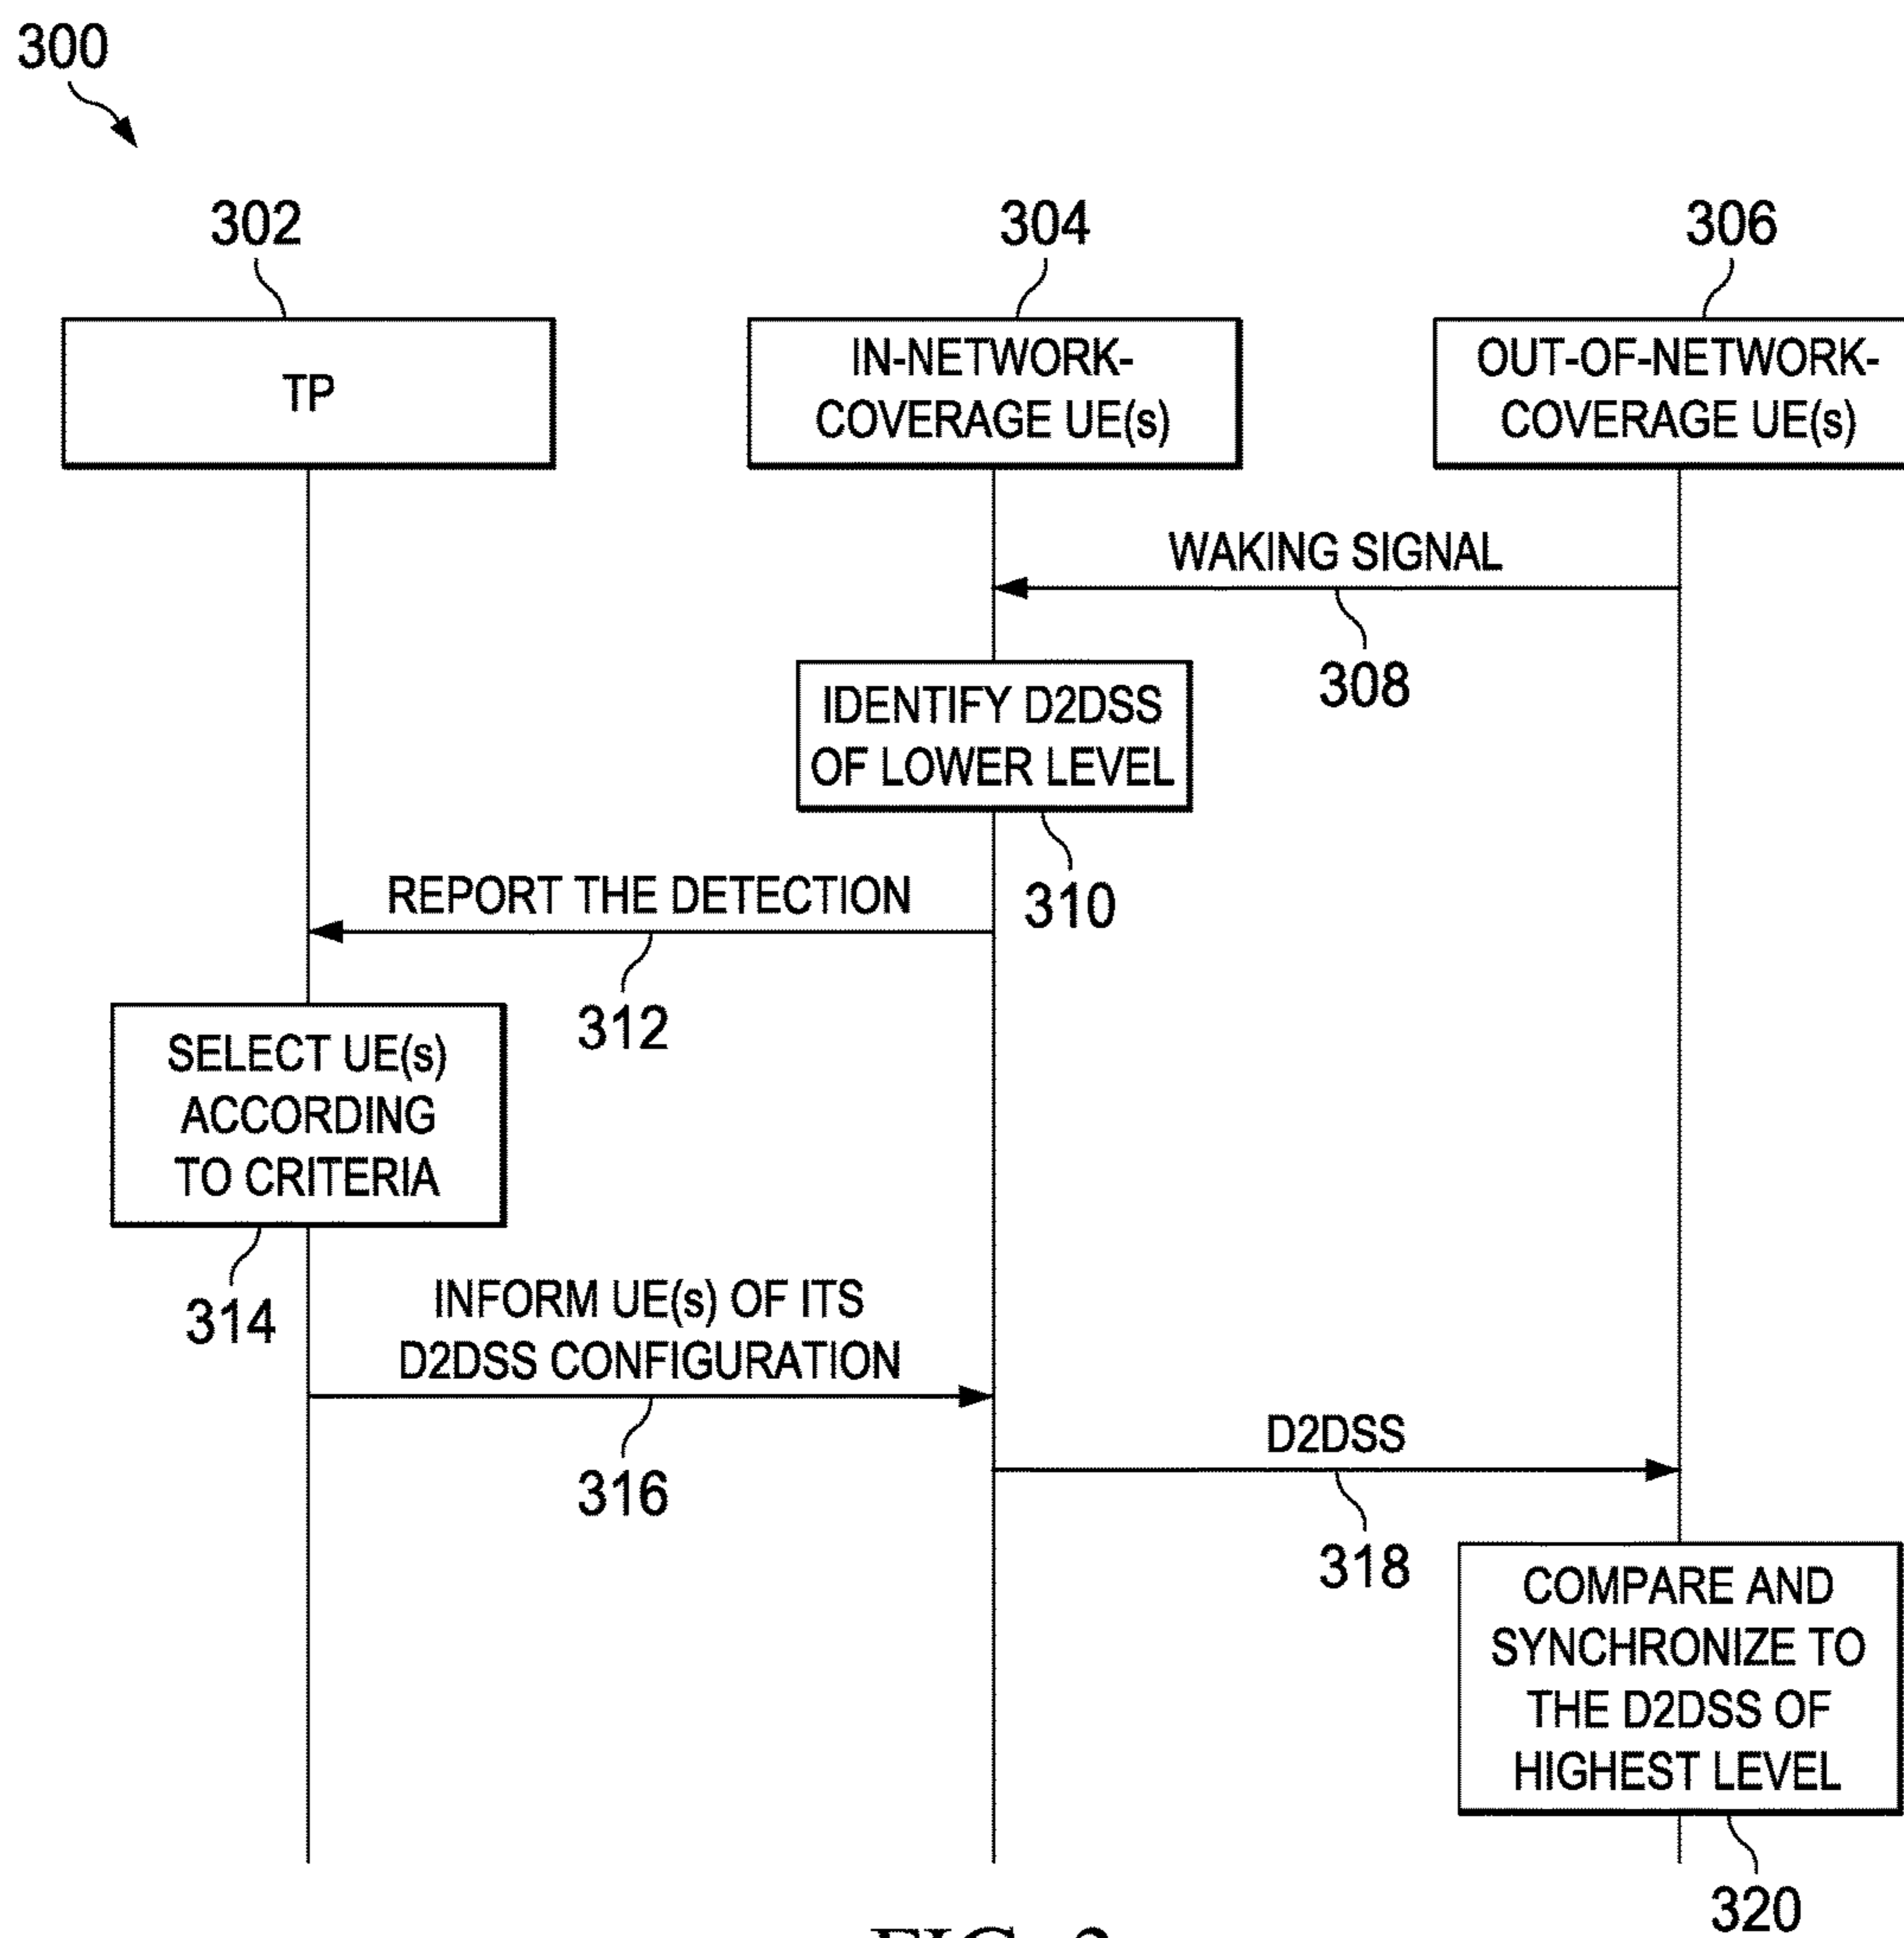 300
302
304
306
TP
IN-NETWORK-
COVERAGE UE(s)
OUT-OF-NETWORK-
COVERAGE UE(s)
WAKING SIGNAL
308
IDENTIFY D2DSS
OF LOWER LEVEL
310
REPORT THE DETECTION
312
SELECT UE(s)
ACCORDING
TO CRITERIA
314
INFORM UE(s) OF ITS
D2DSS CONFIGURATION
316
D2DSS
318
COMPARE AND
SYNCHRONIZE TO
THE D2DSS OF
HIGHEST LEVEL
320